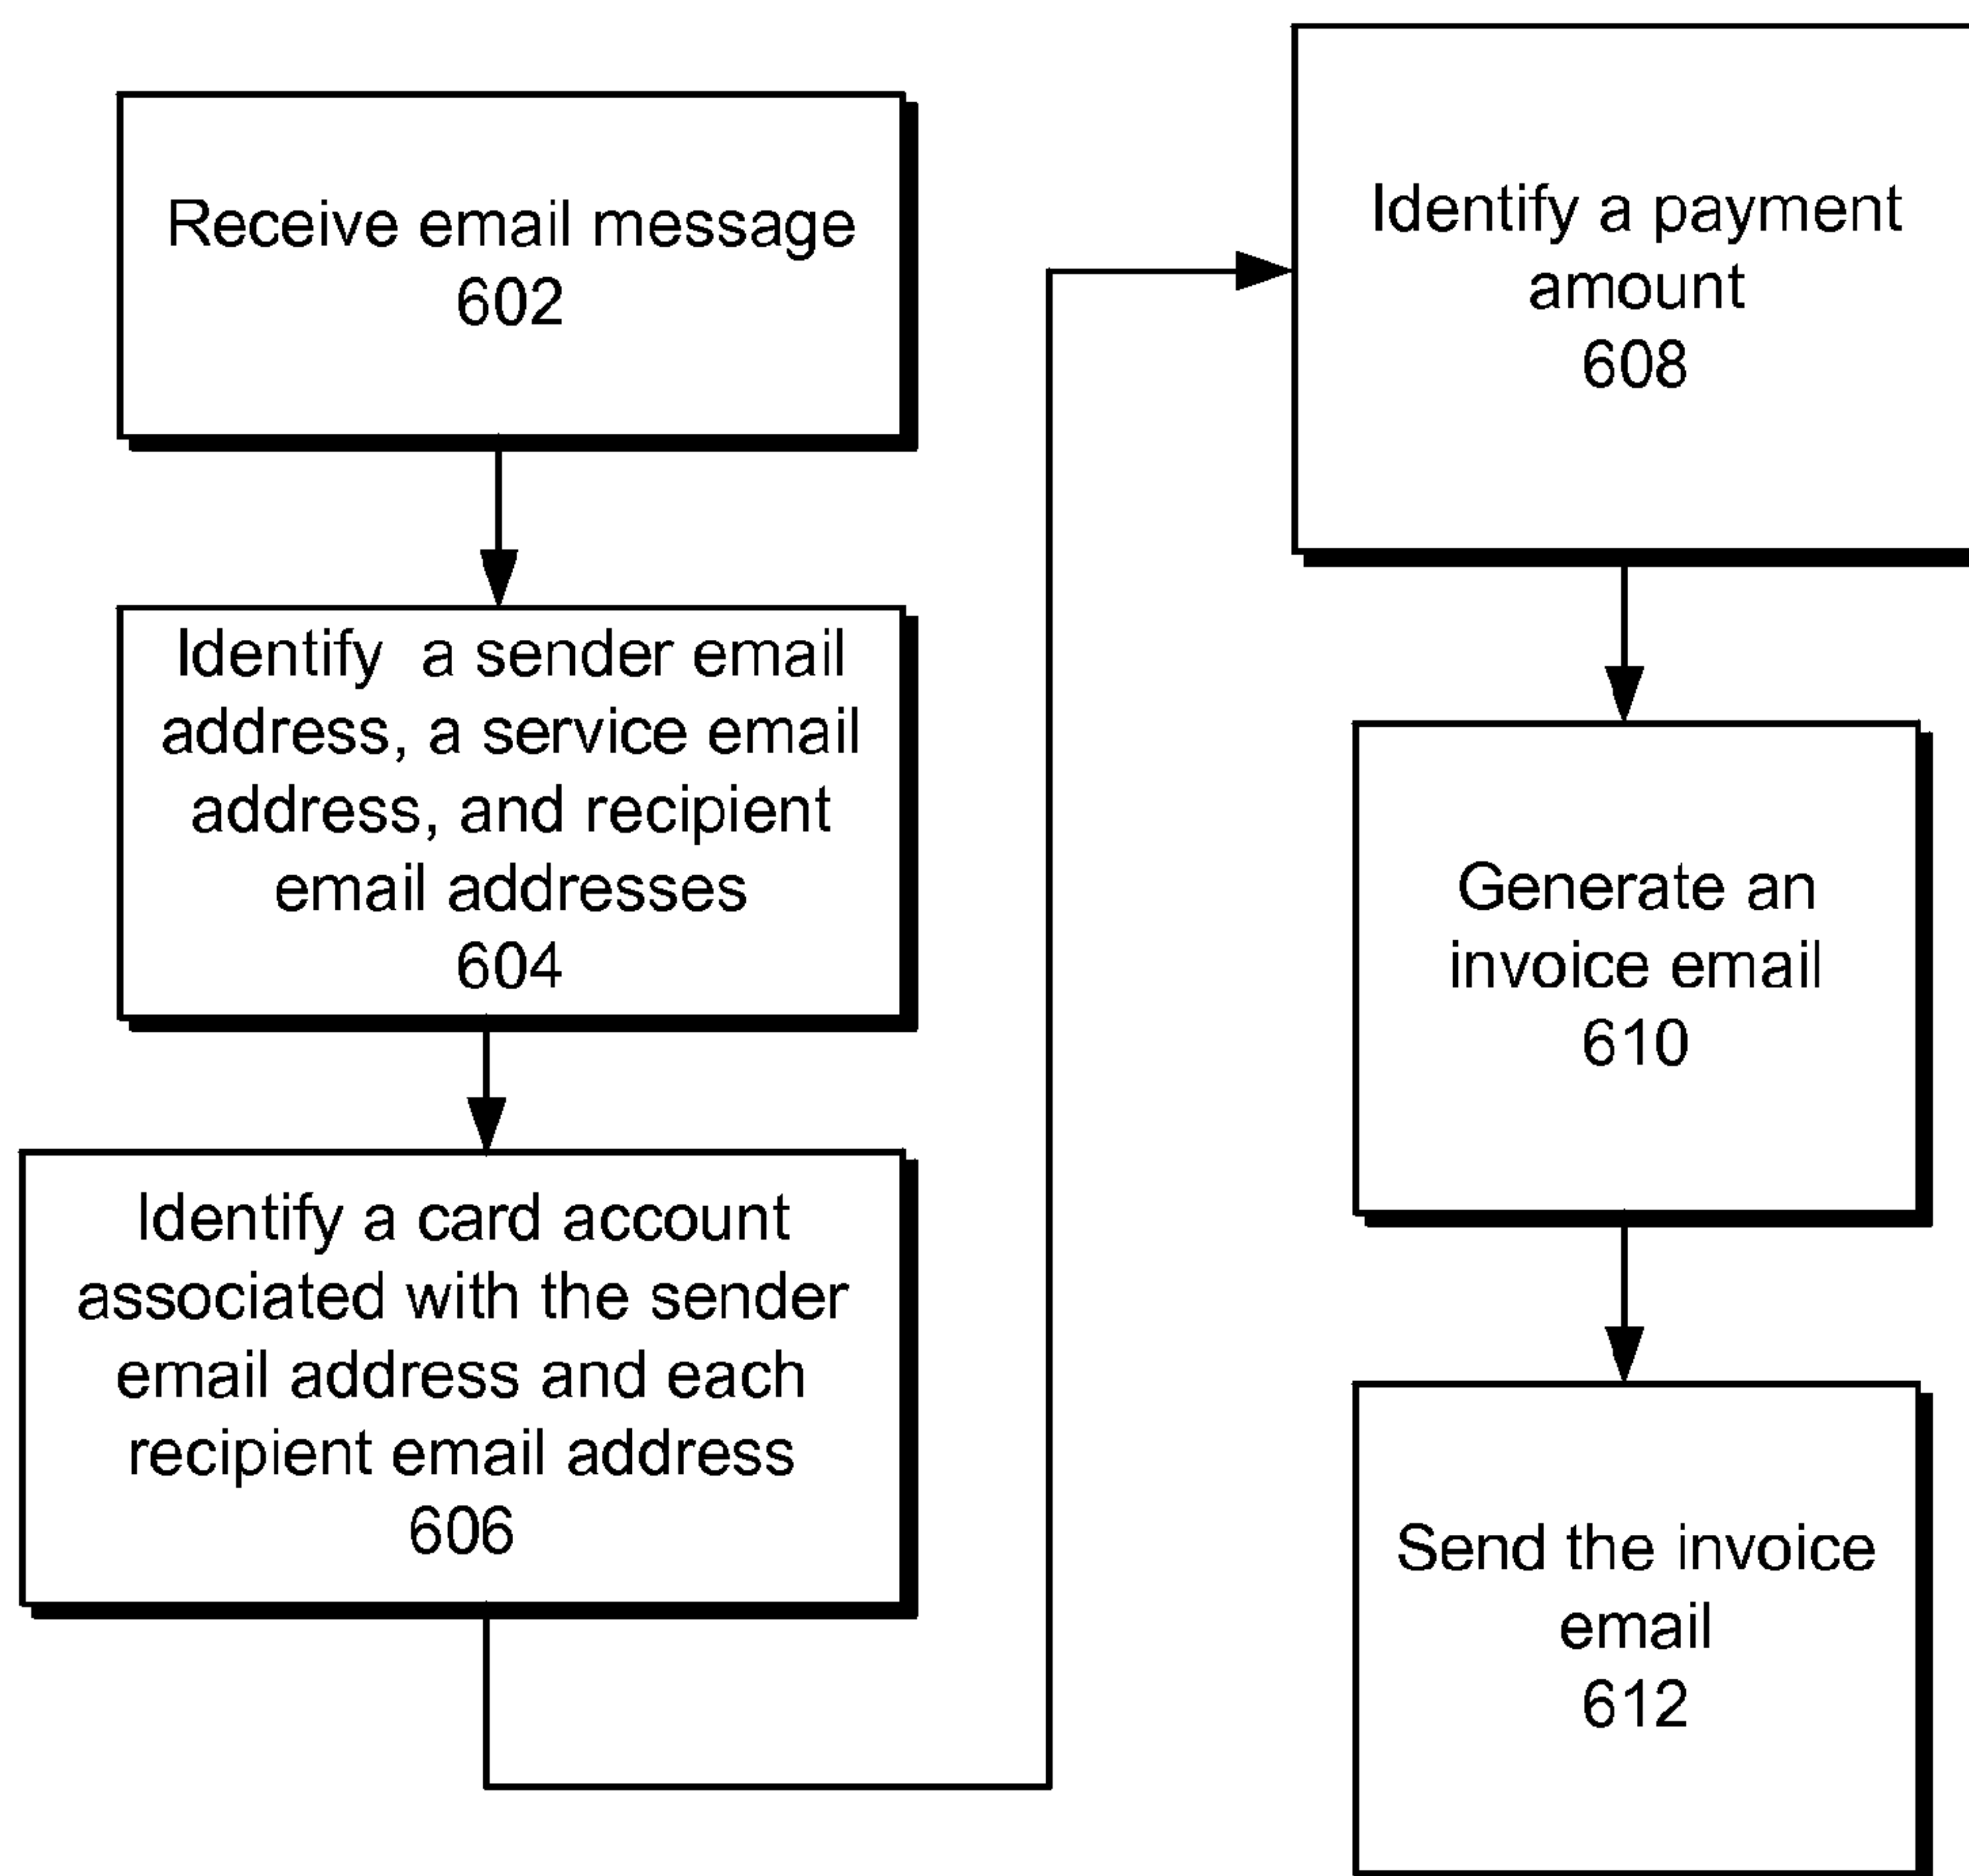 Receive email message
602
Identify a sender email
address, a service email
address, and recipient
email addresses
604
Identify a card account
associated with the sender
email address and each
recipient email address
606
Identify a payment
amount
608
Generate an
invoice email
610
Send the invoice
email
612